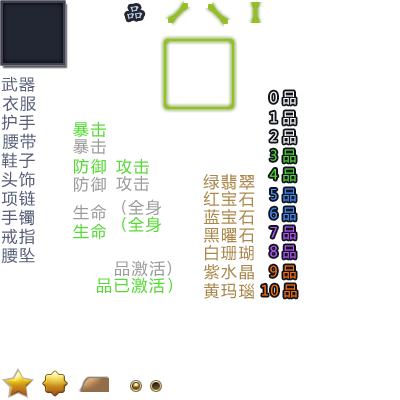 品
武器
衣服
护手
腰带
鞋子
头饰
项链
手镯
戒指
腰坠
暴击
暴击
防御 攻击
防御 攻击
生命 (全身
生命 (全身
品激活)
品已激活)
绿翡翠
红宝石
蓝宝石
黑曜石
白珊瑚
紫水晶
黄玛瑙
0品
1品
2品
3品
4品
5品
6品
7品
8品
9品
10品